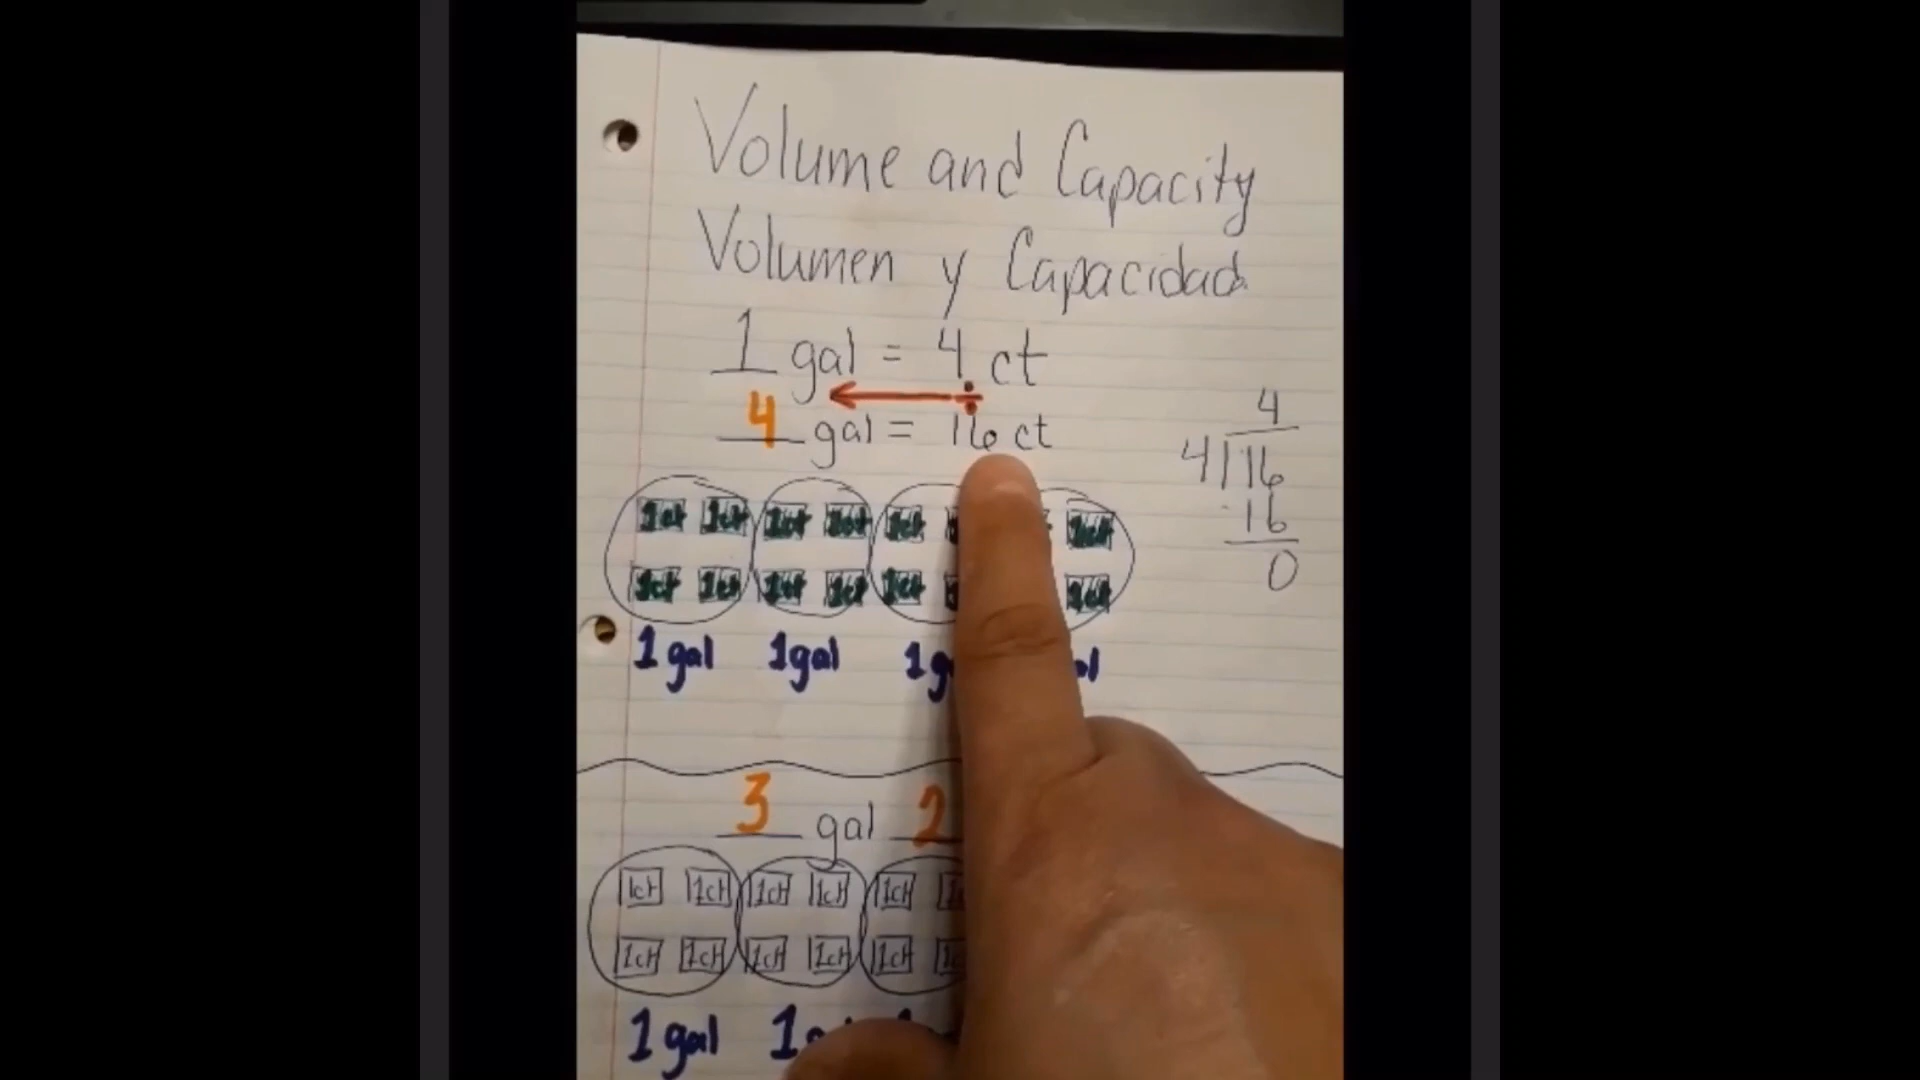 Volume and Capacity
Volumen y Capacidad
1 gal = 4 ct
÷
4 gal = 16 ct
4
4 16
16
0
1ct 1ct 1ct 1ct 1ct 1ct
1ct 1ct 1ct 1ct 1ct 1ct
1 gal 1gal
3 gal 2
1ct 1ct 1ct 1ct 1ct
1ct 1ct 1ct 1ct 1ct
1 gal